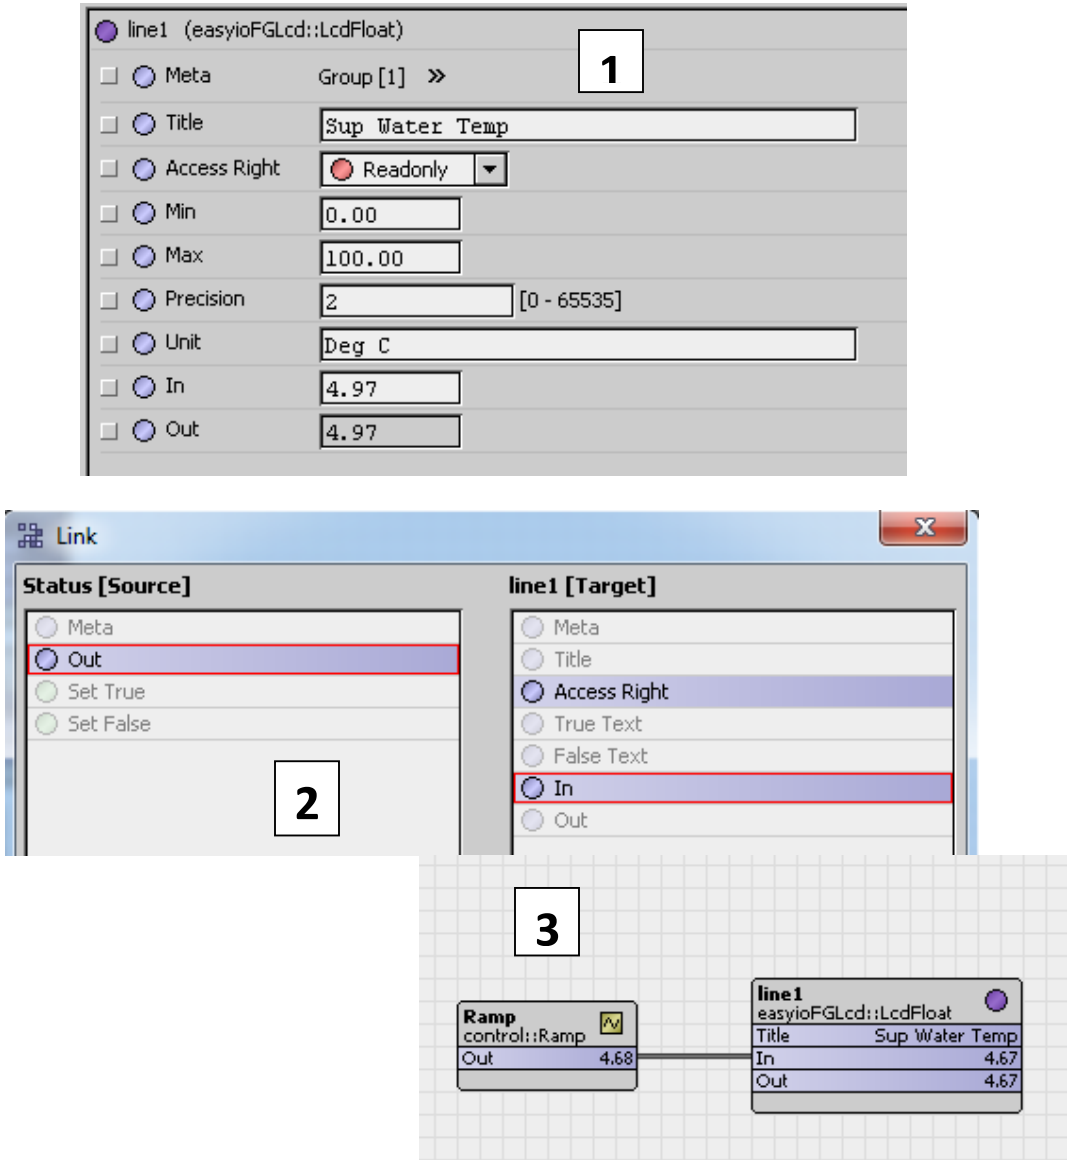 line1 (easyioFGLcd::LcdFloat)
1
Meta Group [1] »
Title Sup Water Temp
Access Right Readonly
Min 0.00
Max 100.00
Precision 2 [0 - 65535]
Unit Deg C
In 4.97
Out 4.97
Link
Status [Source] line1 [Target]
Meta Meta
Out Title
Set True Access Right
Set False True Text
False Text
2 In
Out
3
Ramp
control::Ramp
Out 4.68
line1
easyioFGLcd::LcdFloat
Title Sup Water Temp
In 4.67
Out 4.67